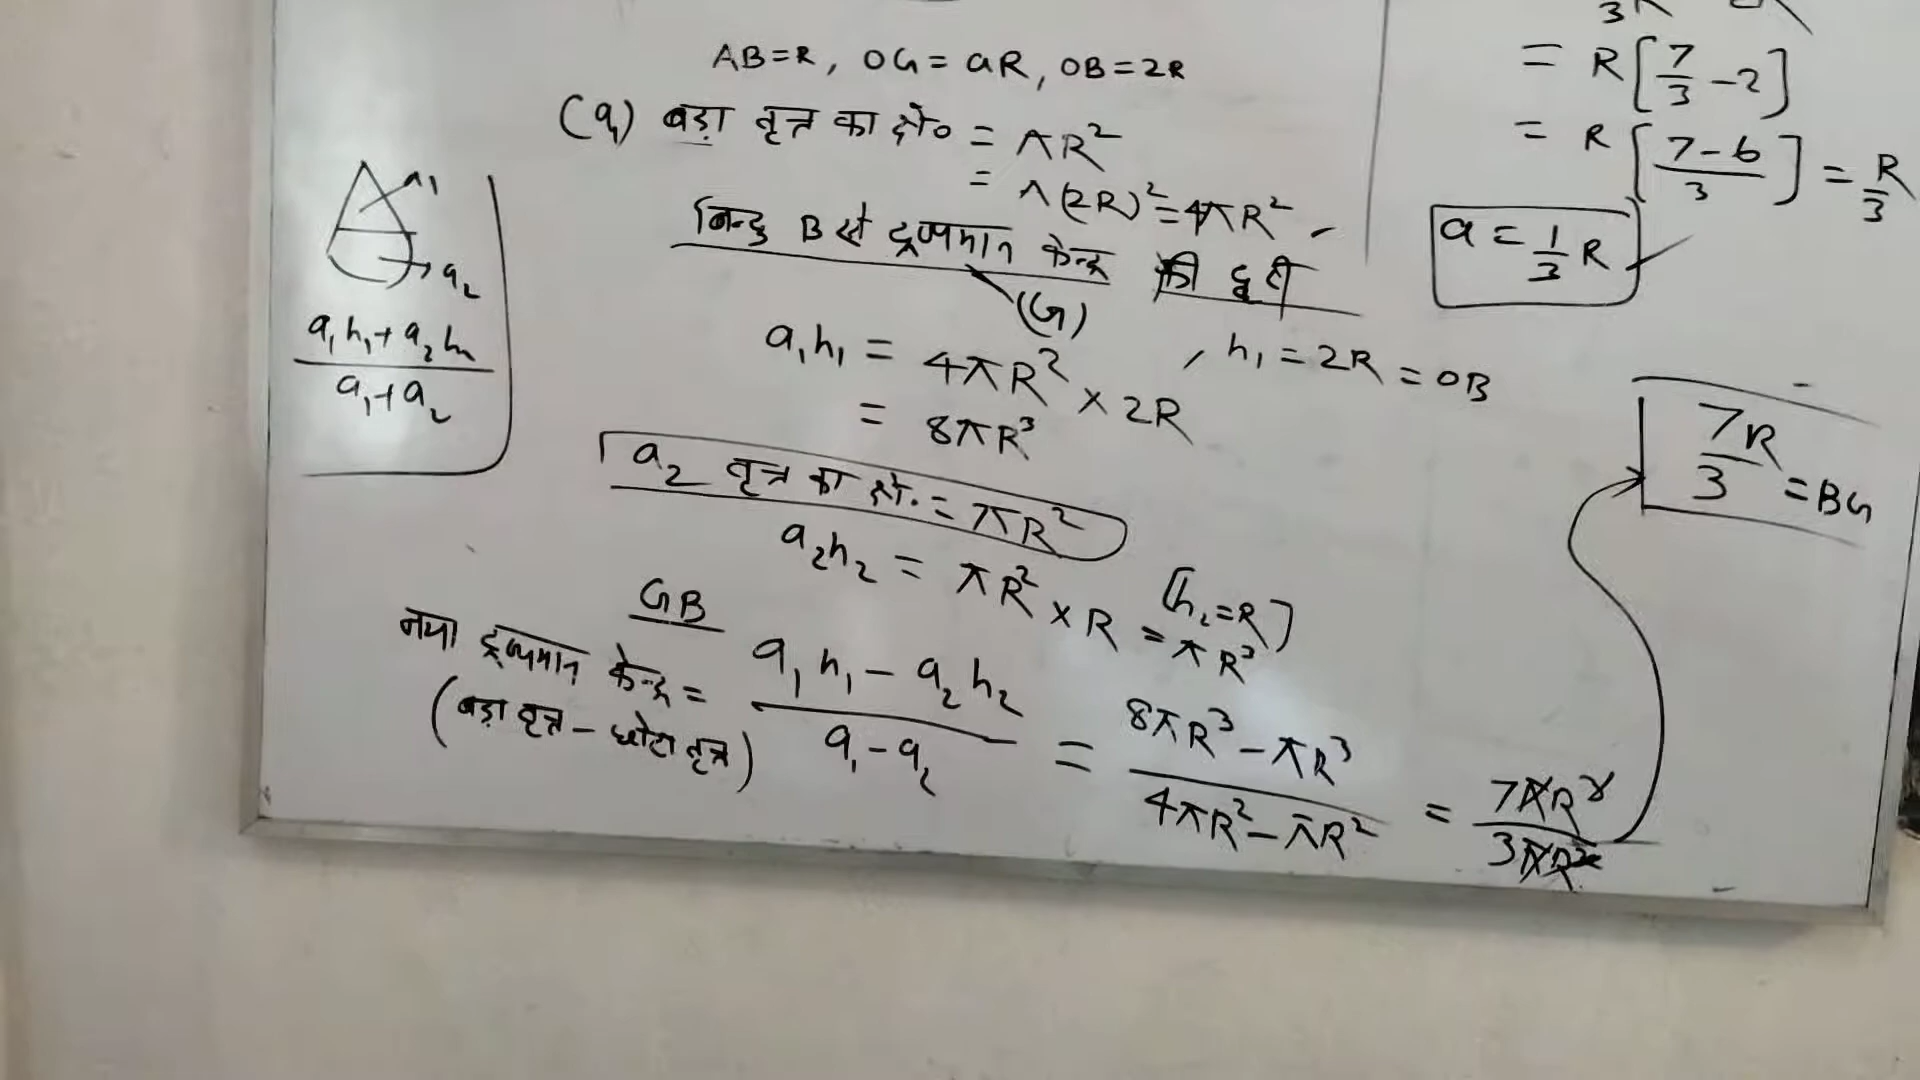 AB=R, OG=aR, OB=2R
(a₁) बड़ा वृत्त का क्षे० = πR²
= π(2R)² = 4πR²
बिन्दु B से द्रव्यमान केन्द्र की दूरी
(G)
a₁h₁ = 4πR² × 2R , h₁ = 2R = OB
= 8πR³
a₂ वृत्त का क्षे. = πR²
a₂h₂ = πR² × R = πR³ [h₂=R]
GB
नया द्रव्यमान केन्द्र = (a₁h₁ - a₂h₂) / (a₁ - a₂) = (8πR³ - πR³) / (4πR² - πR²) = 7πR³ / 3πR²
(बड़ा वृत्त - छोटा वृत्त)
a₁
a₂
a₁h₁+a₂h₂
a₁+a₂
= R[7/3 - 2]
= R[(7-6)/3] = R/3
a = 1/3 R
7R/3 = BG